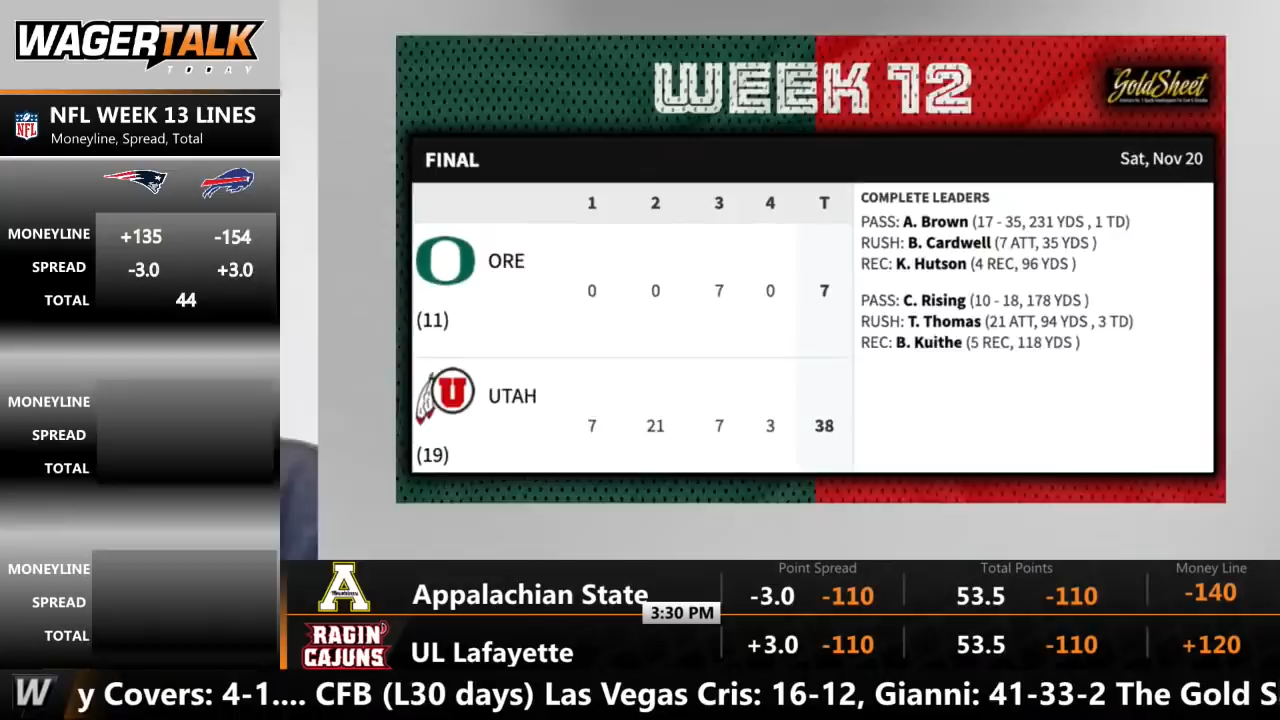 WAGERTALK
TODAY
NFL WEEK 13 LINES
Moneyline, Spread, Total
MONEYLINE +135 -154
SPREAD -3.0 +3.0
TOTAL 44
MONEYLINE
SPREAD
TOTAL
MONEYLINE
SPREAD
TOTAL
WEEK 12
GoldSheet
FINAL Sat, Nov 20
1 2 3 4 T
ORE
0 0 7 0 7
(11)
UTAH
7 21 7 3 38
(19)
COMPLETE LEADERS
PASS: A. Brown (17 - 35, 231 YDS , 1 TD)
RUSH: B. Cardwell (7 ATT, 35 YDS )
REC: K. Hutson (4 REC, 96 YDS )
PASS: C. Rising (10 - 18, 178 YDS )
RUSH: T. Thomas (21 ATT, 94 YDS , 3 TD)
REC: B. Kuithe (5 REC, 118 YDS )
Point Spread Total Points Money Line
Appalachian State -3.0 -110 53.5 -110 -140
3:30 PM
RAGIN' CAJUNS UL Lafayette +3.0 -110 53.5 -110 +120
W y Covers: 4-1.... CFB (L30 days) Las Vegas Cris: 16-12, Gianni: 41-33-2 The Gold S